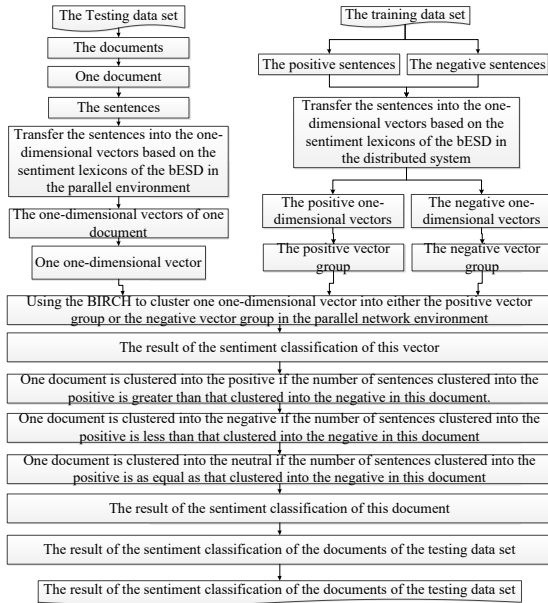 The Testing data set
The documents
One document
The sentences
Transfer the sentences into the one-
dimensional vectors based on the
sentiment lexicons of the bESD in
the parallel environment
The one-dimensional vectors of one
document
One one-dimensional vector
The training data set
The positive sentences
The negative sentences
Transfer the sentences into the one-
dimensional vectors based on the
sentiment lexicons of the bESD in
the distributed system
The positive one-
dimensional vectors
The negative one-
dimensional vectors
The positive vector
group
The negative vector
group
Using the BIRCH to cluster one one-dimensional vector into either the positive vector
group or the negative vector group in the parallel network environment
The result of the sentiment classification of this vector
One document is clustered into the positive if the number of sentences clustered into the
positive is greater than that clustered into the negative in this document.
One document is clustered into the negative if the number of sentences clustered into the
positive is less than that clustered into the negative in this document
One document is clustered into the neutral if the number of sentences clustered into the
positive is as equal as that clustered into the negative in this document
The result of the sentiment classification of this document
The result of the sentiment classification of the documents of the testing data set
The result of the sentiment classification of the documents of the testing data set